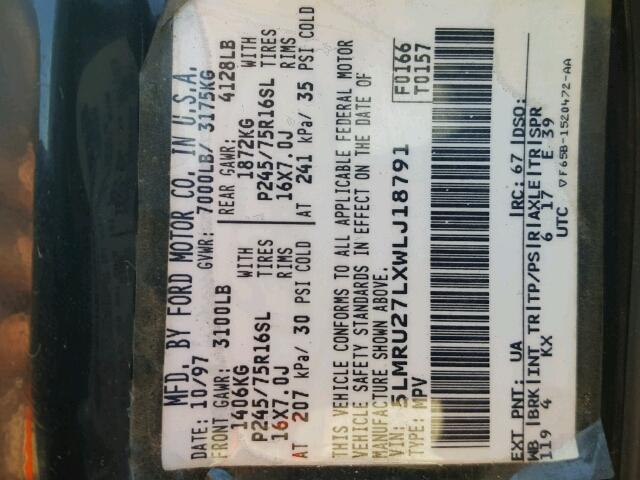 MFD. BY FORD MOTOR CO. IN U.S.A.
DATE: 10/97 GVWR: 7000LB/ 3175KG
FRONT GAWR: 3100LB REAR GAWR: 4128LB
1406KG WITH 1872KG WITH
P245/75R16SL TIRES P245/75R16SL TIRES
16X7.0J RIMS 16X7.0J RIMS
AT 207 kPa/ 30 PSI COLD AT 241 kPa/ 35 PSI COLD
THIS VEHICLE CONFORMS TO ALL APPLICABLE FEDERAL MOTOR
VEHICLE SAFETY STANDARDS IN EFFECT ON THE DATE OF
MANUFACTURE SHOWN ABOVE.
VIN: 5LMRU27LXWLJ18791 F0166
TYPE: MPV T0157
EXT PNT: UA RC: 67 DSO:
WB BRK INT TR TP/PS R AXLE TR SPR
119 4 KX 6 17 E 39
UTC ▽F65B-1520472-AA